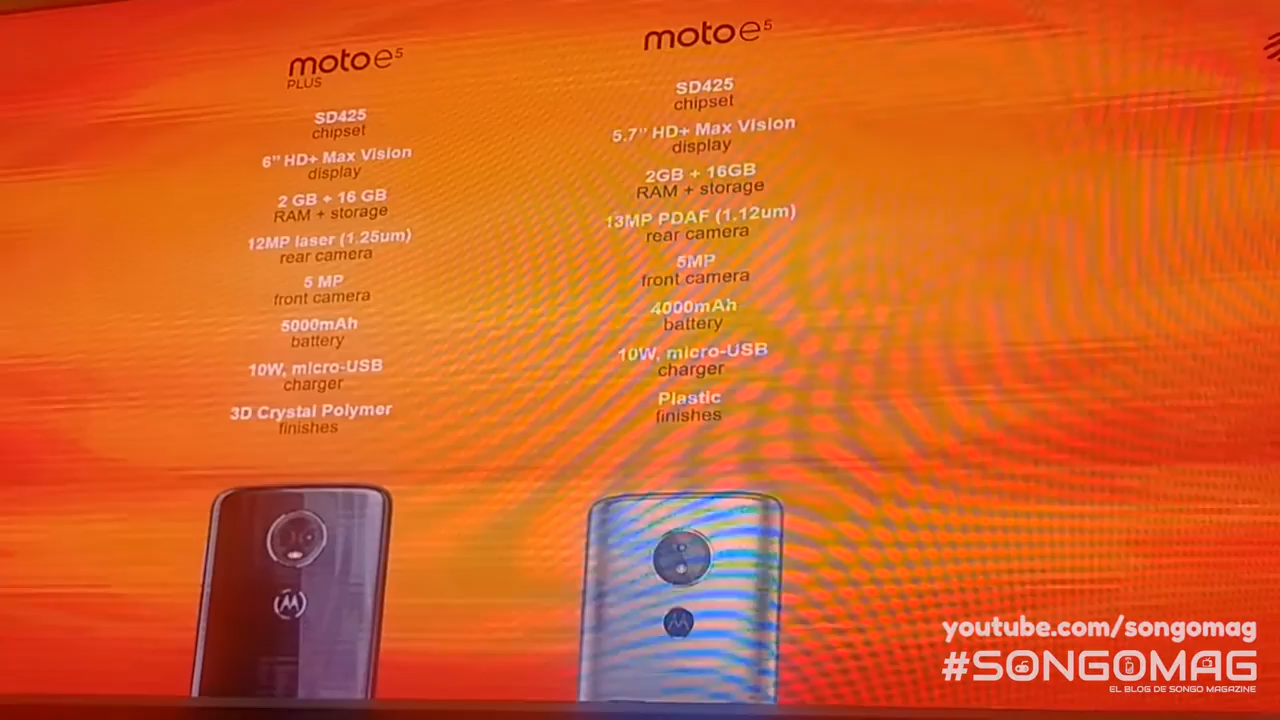 moto e5
PLUS
SD425
chipset
6” HD+ Max Vision
display
2 GB + 16 GB
RAM + storage
12MP laser (1.25um)
rear camera
5 MP
front camera
5000mAh
battery
10W, micro-USB
charger
3D Crystal Polymer
finishes
moto e5
SD425
chipset
5.7” HD+ Max Vision
display
2GB + 16GB
RAM + storage
13MP PDAF (1.12um)
rear camera
5MP
front camera
4000mAh
battery
10W, micro-USB
charger
Plastic
finishes
youtube.com/songomag
#SONGOMAG
EL BLOG DE SONGO MAGAZINE